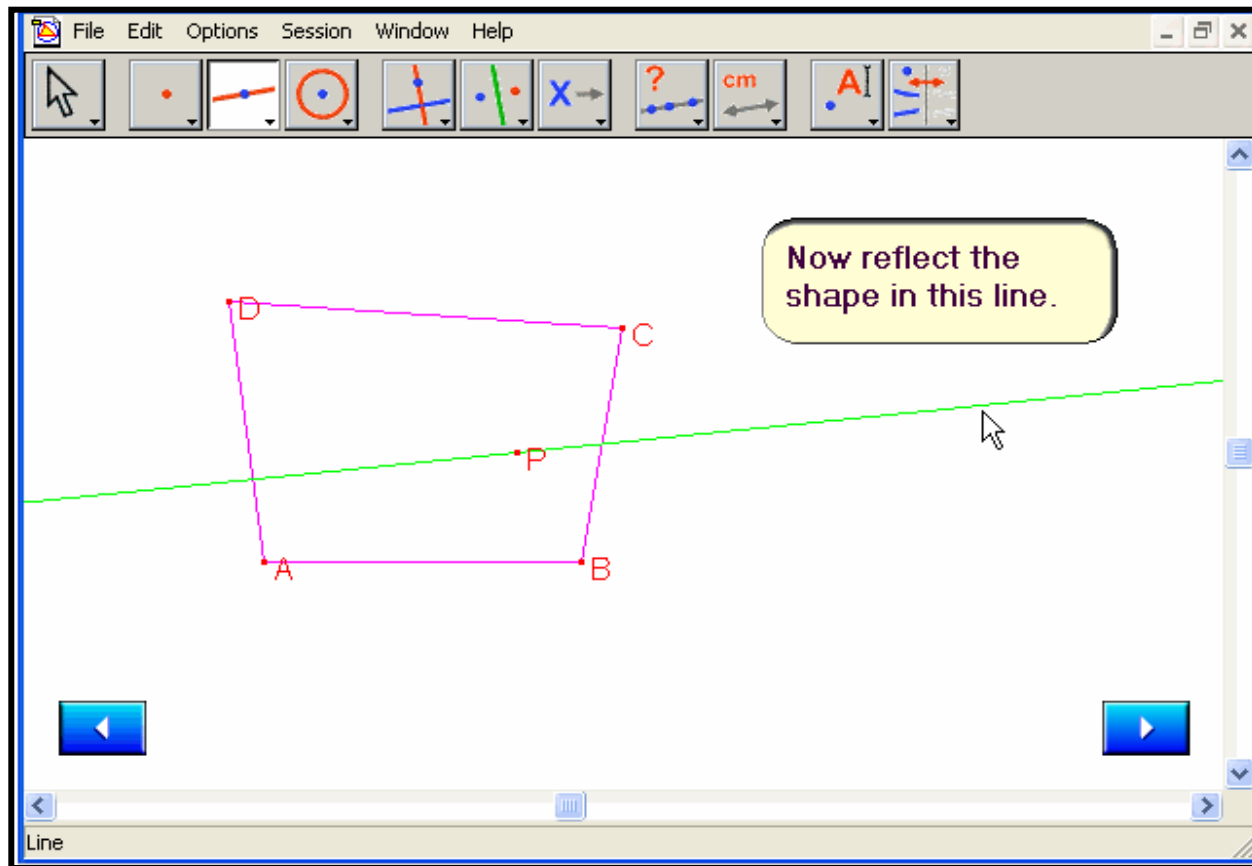 File Edit Options Session Window Help
? cm A
X
Now reflect the
shape in this line.
D
C
P
A
B
Line